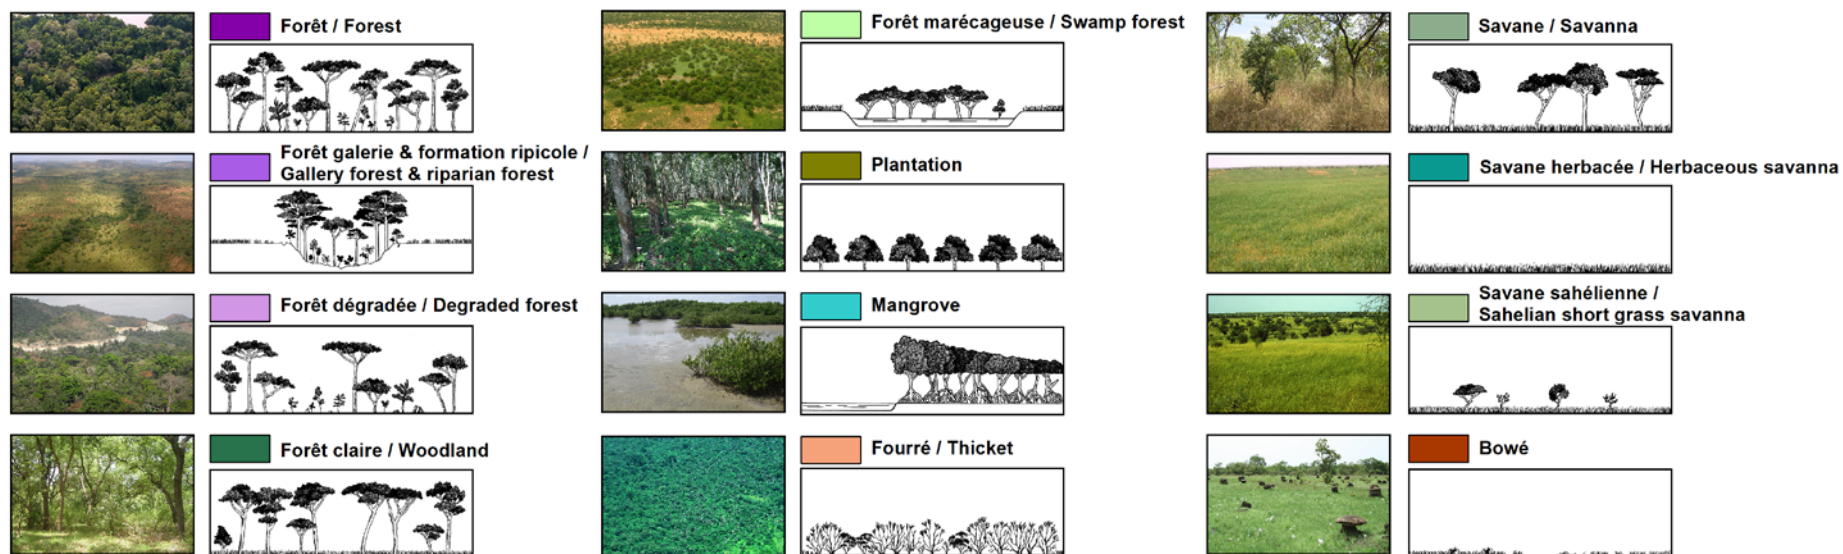 Forêt / Forest
Forêt galerie & formation ripicole /
Gallery forest & riparian forest
Forêt dégradée / Degraded forest
Forêt claire / Woodland
Forêt marécageuse / Swamp forest
Plantation
Mangrove
Fourré / Thicket
Savane / Savanna
Savane herbacée / Herbaceous savanna
Savane sahélienne /
Sahelian short grass savanna
Bowé